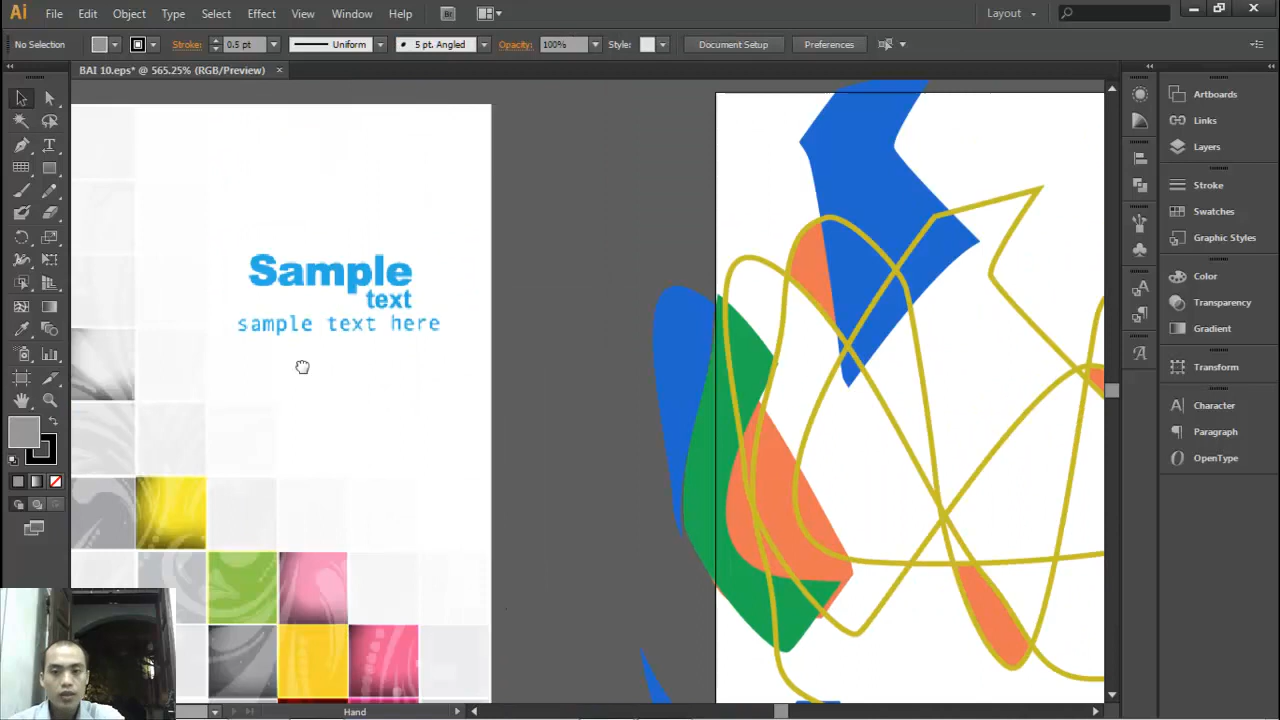 Ai File Edit Object Type Select Effect View Window Help Br Layout
No Selection Stroke: 0.5 pt Uniform 5 pt. Angled Opacity: 100% Style: Document Setup Preferences
BAI 10.eps* @ 565.25% (RGB/Preview) ×
Artboards
Links
Layers
Stroke
Swatches
Graphic Styles
Color
Transparency
Gradient
Transform
Character
Paragraph
OpenType
Sample
text
sample text here
Hand